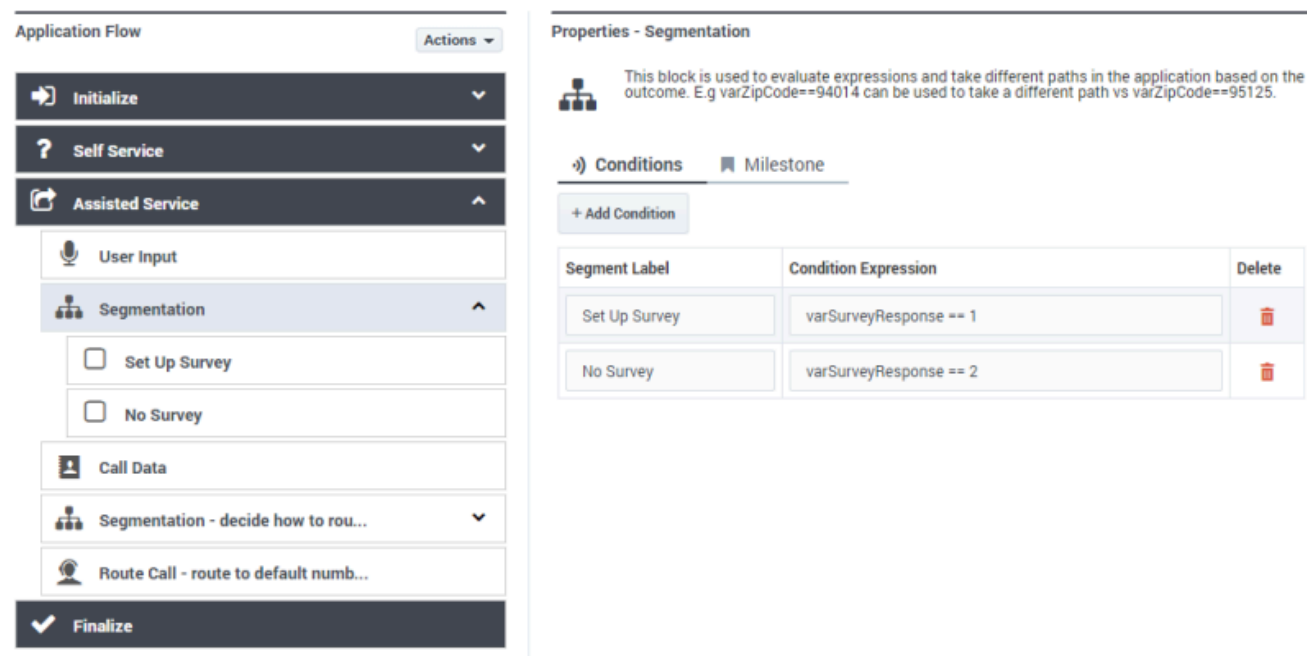 Application Flow
Actions
Initialize
Self Service
Assisted Service
User Input
Segmentation
Set Up Survey
No Survey
Call Data
Segmentation - decide how to rou...
Route Call - route to default numb...
Finalize
Properties - Segmentation
This block is used to evaluate expressions and take different paths in the application based on the
outcome. E.g varZipCode==94014 can be used to take a different path vs varZipCode==95125.
Conditions Milestone
+ Add Condition
Segment Label Condition Expression Delete
Set Up Survey varSurveyResponse == 1
No Survey varSurveyResponse == 2